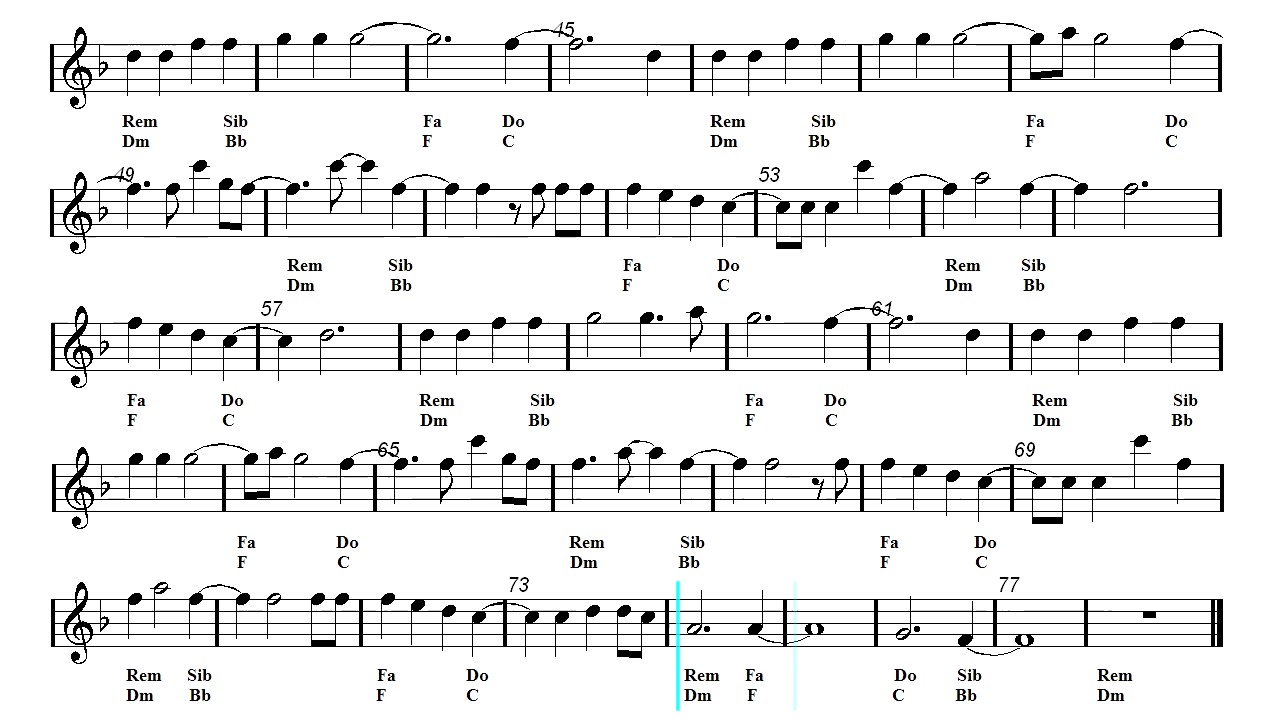 45
Rem Sib Fa Do Rem Sib Fa Do
Dm Bb F C Dm Bb F C
49 53
Rem Sib Fa Do Rem Sib
Dm Bb F C Dm Bb
57 61
Fa Do Rem Sib Fa Do Rem Sib
F C Dm Bb F C Dm Bb
65 69
Fa Do Rem Sib Fa Do
F C Dm Bb F C
73 77
Rem Sib Fa Do Rem Fa Do Sib Rem
Dm Bb F C Dm F C Bb Dm